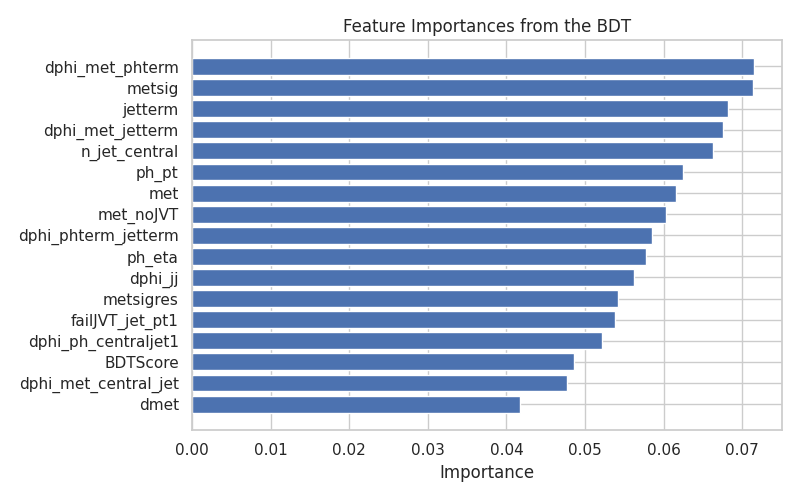 Feature Importances from the BDT
dphi_met_phterm
metsig
jetterm
dphi_met_jetterm
n_jet_central
ph_pt
met
met_noJVT
dphi_phterm_jetterm
ph_eta
dphi_jj
metsigres
failJVT_jet_pt1
dphi_ph_centraljet1
BDTScore
dphi_met_central_jet
dmet
0.00 0.01 0.02 0.03 0.04 0.05 0.06 0.07
Importance